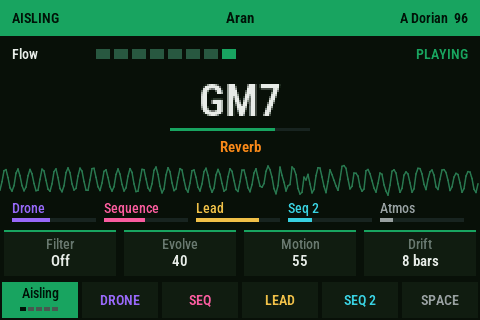 AISLING Aran A Dorian 96
Flow PLAYING
GM7
Reverb
Drone Sequence Lead Seq 2 Atmos
Filter Evolve Motion Drift
Off 40 55 8 bars
Aisling DRONE SEQ LEAD SEQ 2 SPACE